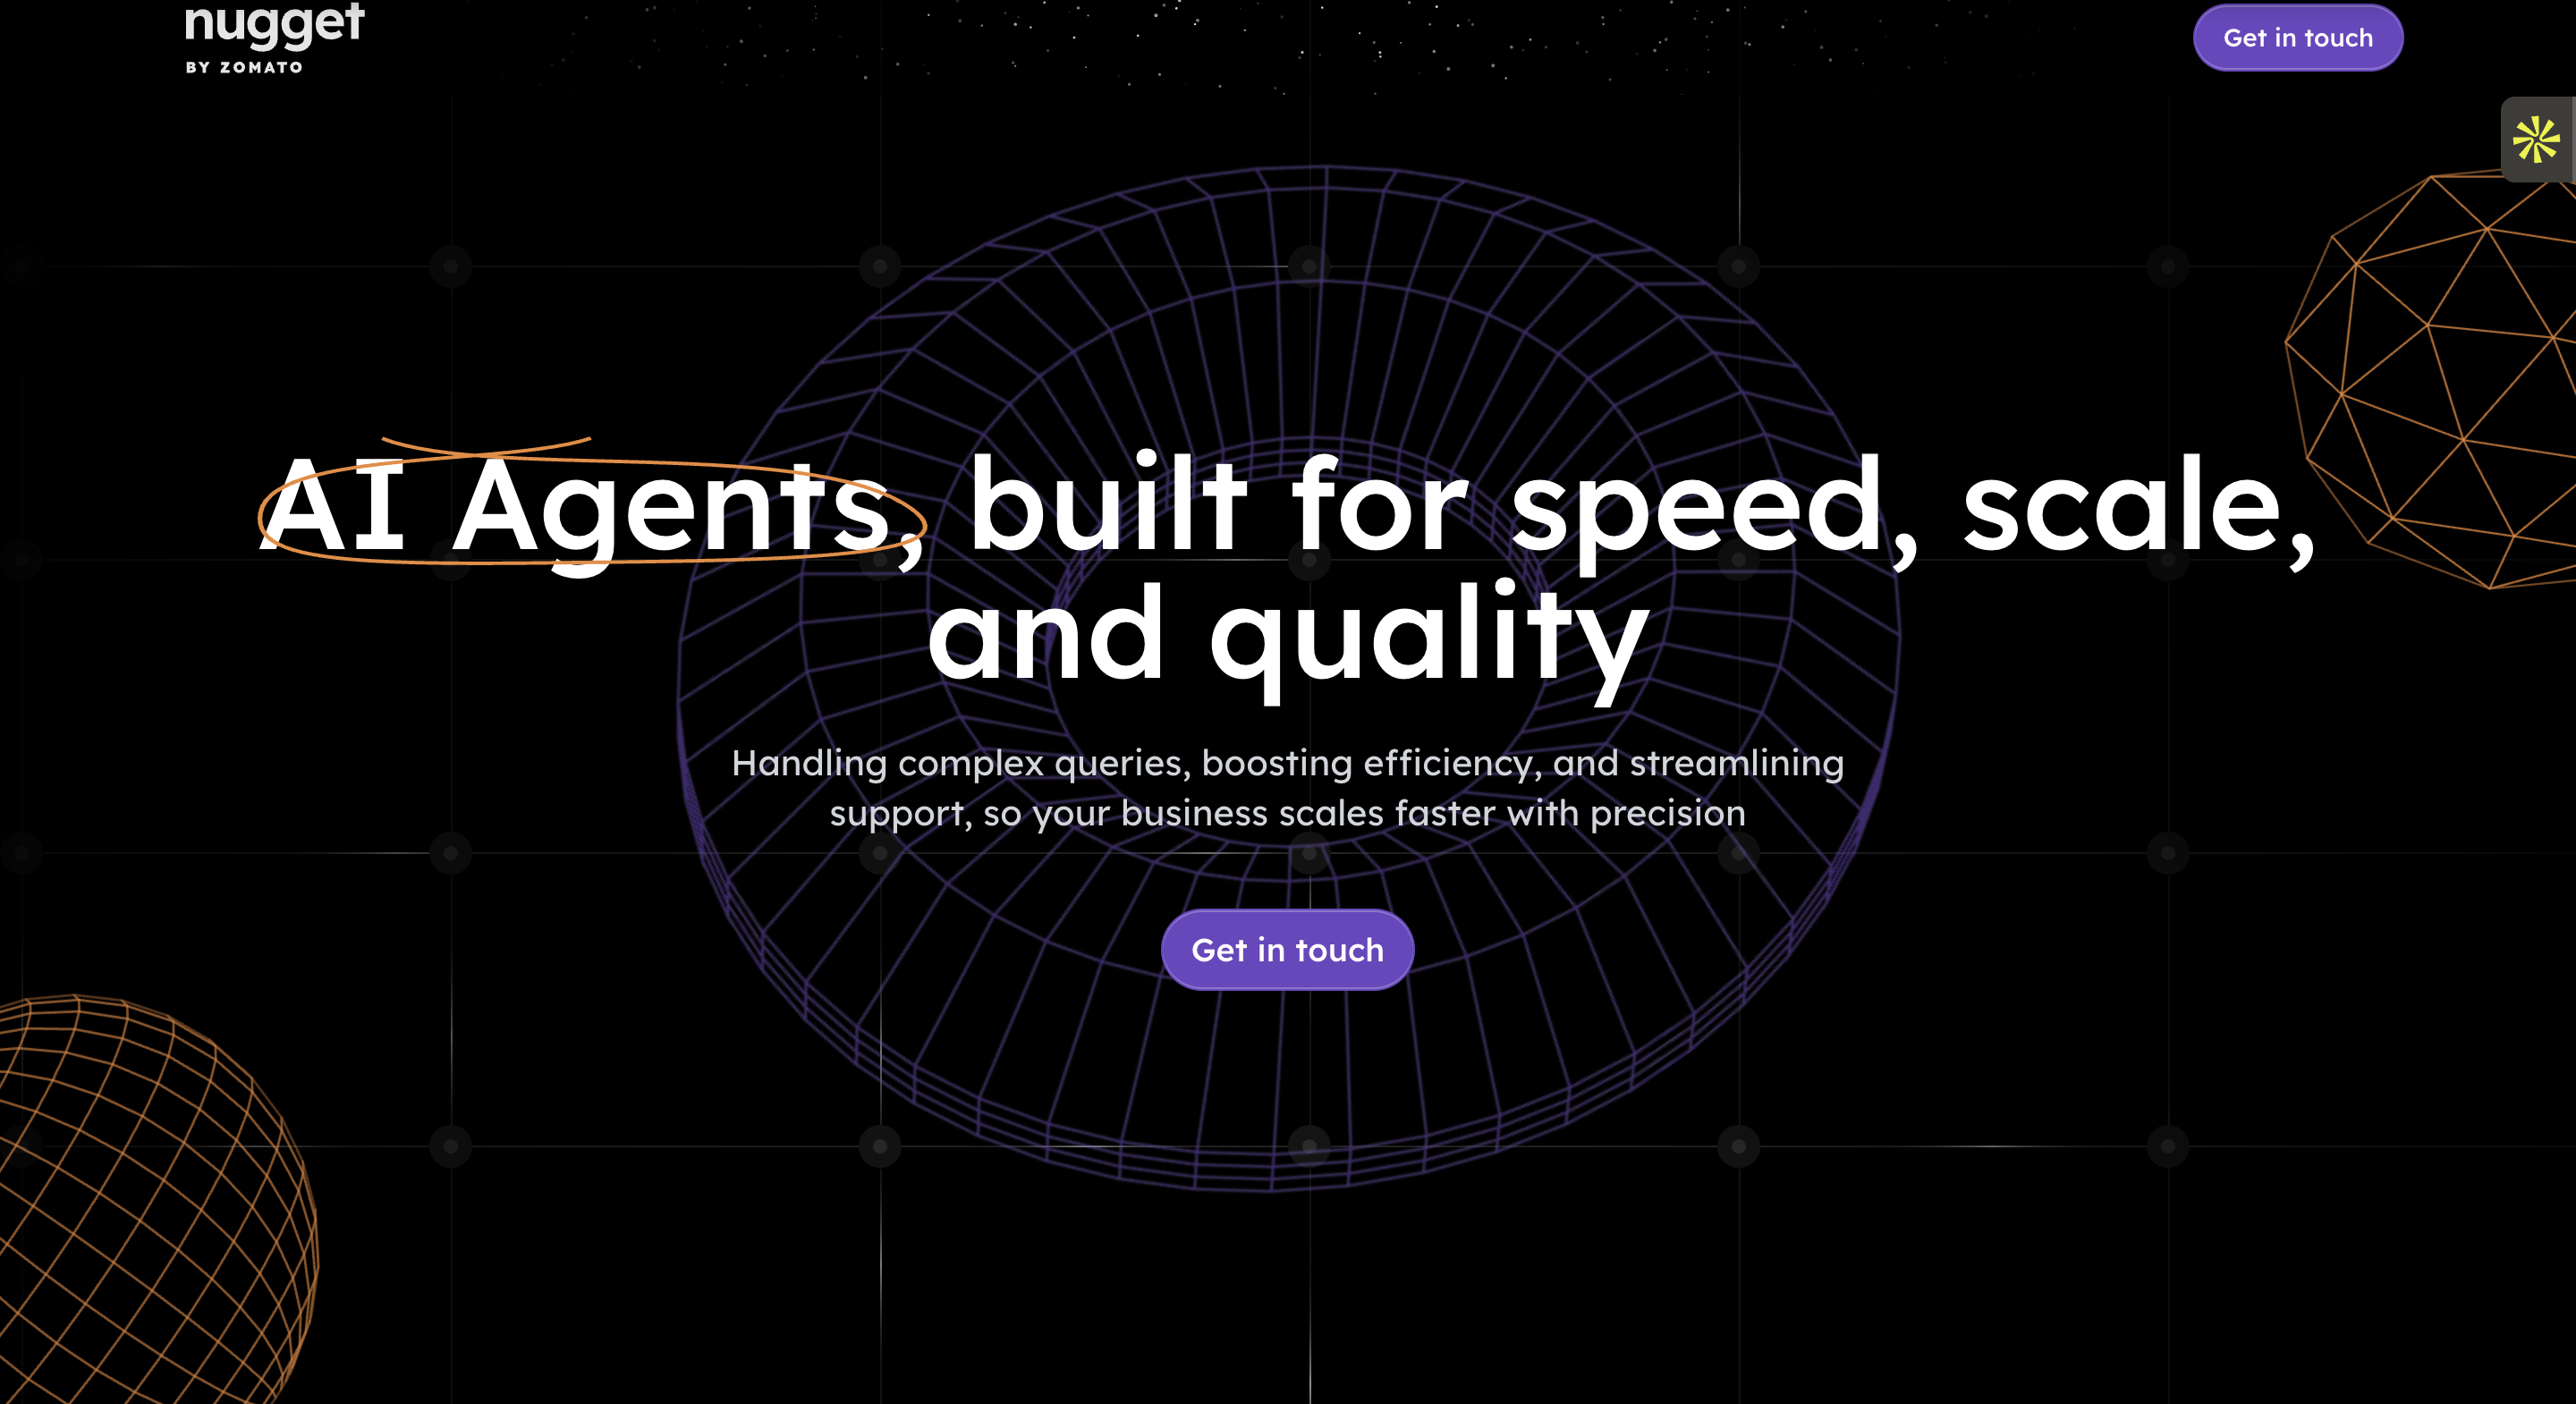 nugget
BY ZOMATO
Get in touch
AI Agents, built for speed, scale,
and quality
Handling complex queries, boosting efficiency, and streamlining
support, so your business scales faster with precision
Get in touch